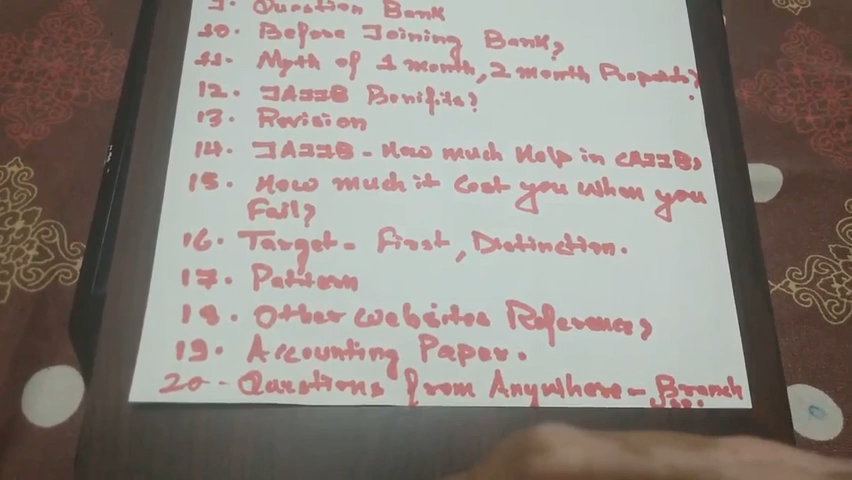 9. Question Bank
10. Before Joining Bank?
11. Myth of 1 month, 2 month Preparato?
12. JAIIB Benifits?
13. Revision
14. JAIIB - How much Help in CAIIB?
15. How much it Cost you when you
Fail?
16. Target - First, Distinction.
17. Pattern
18. Other websites Reference?
19. Accounting Paper.
20 - Questions from Anywhere - Branch